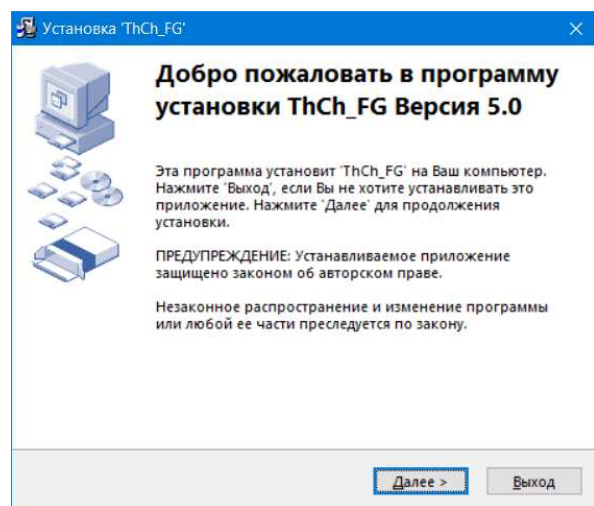 Установка 'ThCh_FG'
Добро пожаловать в программу
установки ThCh_FG Версия 5.0
Эта программа установит 'ThCh_FG' на Ваш компьютер.
Нажмите 'Выход', если Вы не хотите устанавливать это
приложение. Нажмите 'Далее' для продолжения
установки.
ПРЕДУПРЕЖДЕНИЕ: Устанавливаемое приложение
защищено законом об авторском праве.
Незаконное распространение и изменение программы
или любой ее части преследуется по закону.
Далее >
Выход